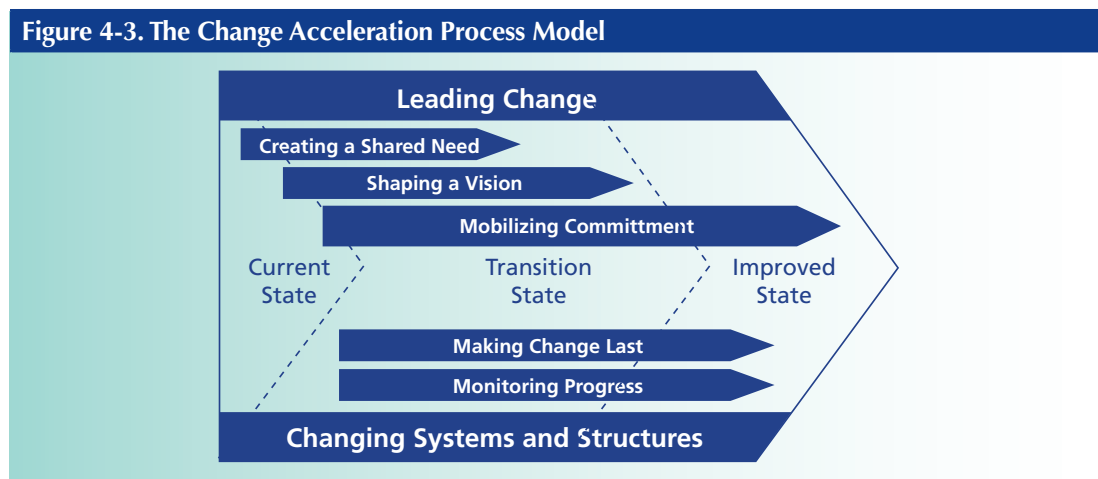 Figure 4-3. The Change Acceleration Process Model
Leading Change
Creating a Shared Need
Shaping a Vision
Mobilizing Committment
Current
State
Transition
State
Improved
State
Making Change Last
Monitoring Progress
Changing Systems and Structures